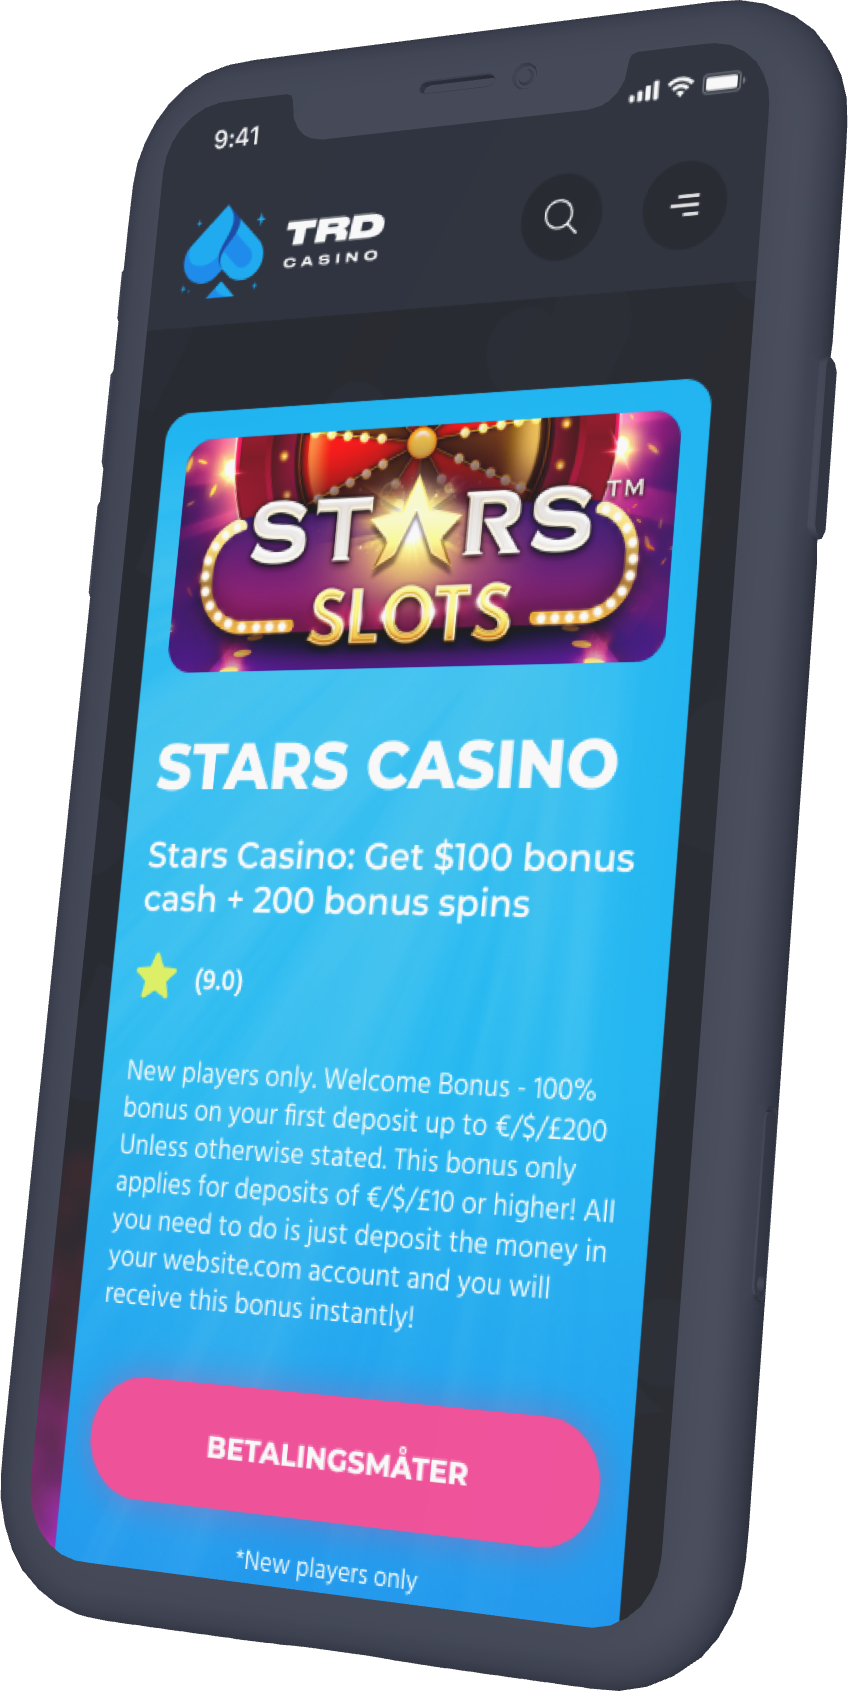 9:41
TRD
CASINO
STARS™
SLOTS
STARS CASINO
Stars Casino: Get $100 bonus
cash + 200 bonus spins
(9.0)
New players only. Welcome Bonus - 100%
bonus on your first deposit up to €/$/£200
Unless otherwise stated. This bonus only
applies for deposits of €/$/£10 or higher! All
you need to do is just deposit the money in
your website.com account and you will
receive this bonus instantly!
BETALINGSMÅTER
*New players only